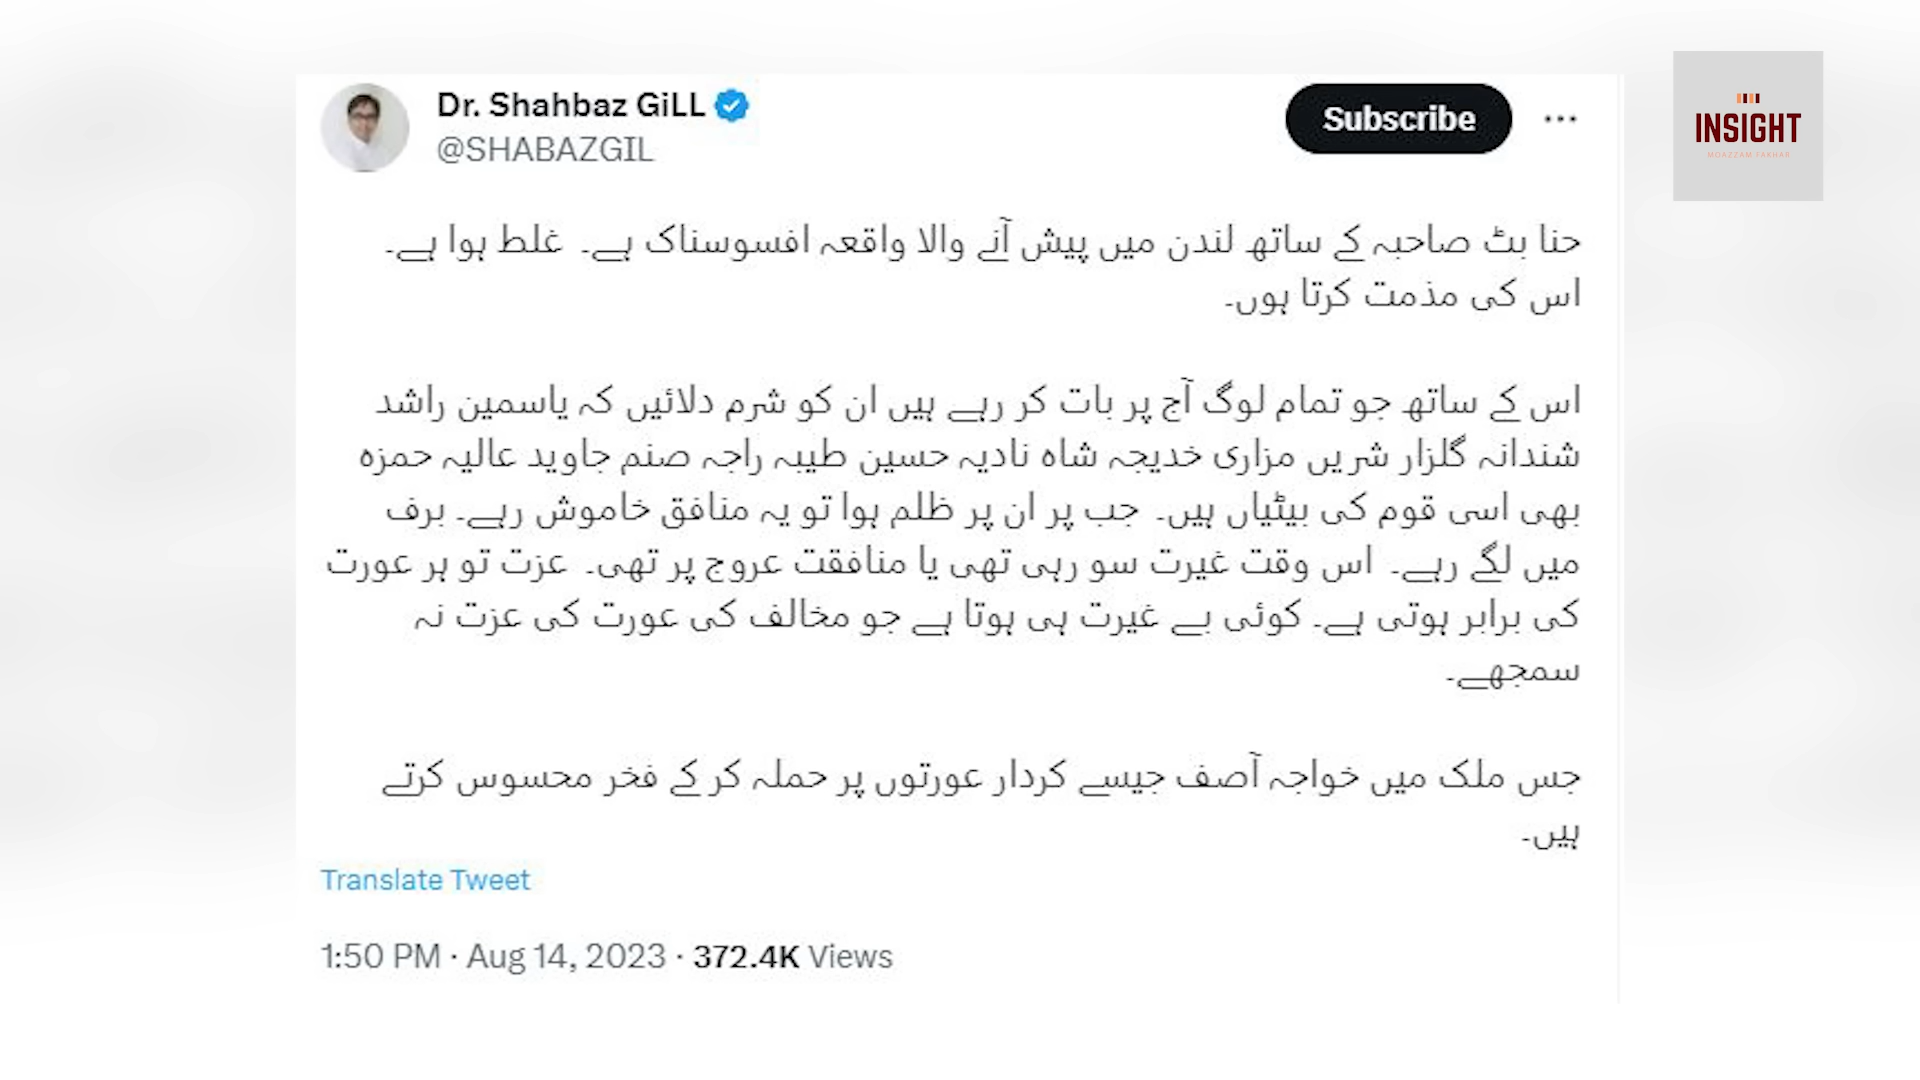 Dr. Shahbaz GiLL
@SHABAZGIL
Subscribe
INSIGHT
MOAZZAM FAKHAR
حنا بٹ صاحبہ کے ساتھ لندن میں پیش آنے والا واقعہ افسوسناک ہے۔ غلط ہوا ہے۔
اس کی مذمت کرتا ہوں۔
اس کے ساتھ جو تمام لوگ آج پر بات کر رہے ہیں ان کو شرم دلائیں کہ یاسمین راشد
شندانہ گلزار شریں مزاری خدیجہ شاہ نادیہ حسین طیبہ راجہ صنم جاوید عالیہ حمزہ
بھی اسی قوم کی بیٹیاں ہیں۔ جب پر ان پر ظلم ہوا تو یہ منافق خاموش رہے۔ برف
میں لگے رہے۔ اس وقت غیرت سو رہی تھی یا منافقت عروج پر تھی۔ عزت تو ہر عورت
کی برابر ہوتی ہے۔ کوئی بے غیرت ہی ہوتا ہے جو مخالف کی عورت کی عزت نہ
سمجھے۔
جس ملک میں خواجہ آصف جیسے کردار عورتوں پر حملہ کر کے فخر محسوس کرتے
ہیں۔
Translate Tweet
1:50 PM · Aug 14, 2023 · 372.4K Views